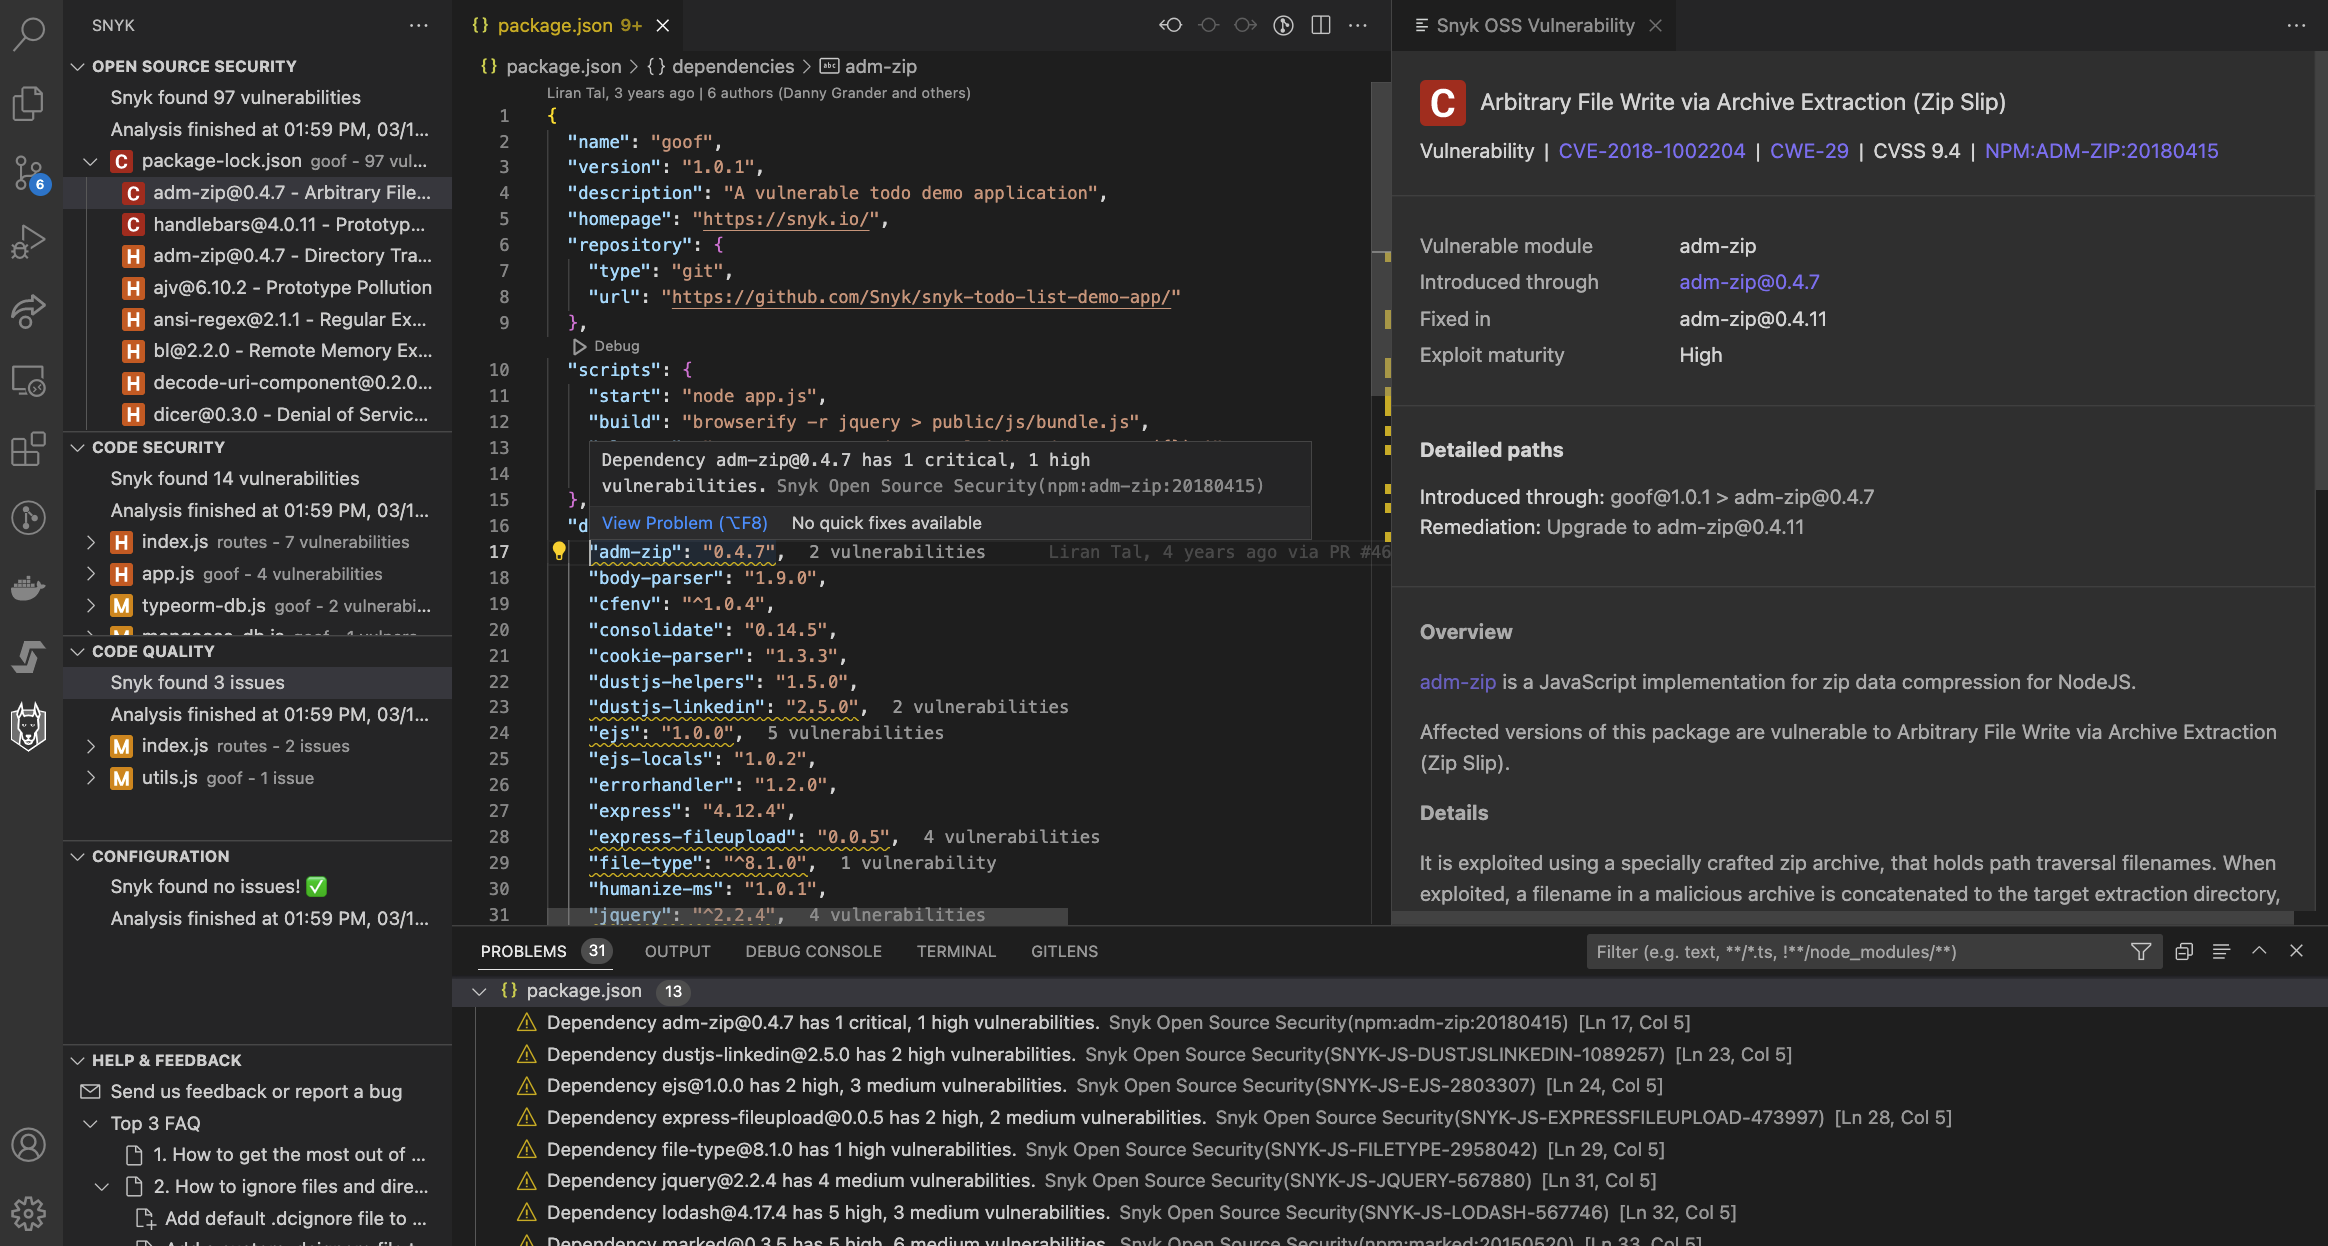 SNYK
OPEN SOURCE SECURITY
Snyk found 97 vulnerabilities
Analysis finished at 01:59 PM, 03/1...
C package-lock.json goof - 97 vul...
C adm-zip@0.4.7 - Arbitrary File...
C handlebars@4.0.11 - Prototyp...
H adm-zip@0.4.7 - Directory Tra...
H ajv@6.10.2 - Prototype Pollution
H ansi-regex@2.1.1 - Regular Ex...
H bl@2.2.0 - Remote Memory Ex...
H decode-uri-component@0.2.0...
H dicer@0.3.0 - Denial of Servic...
6
CODE SECURITY
Snyk found 14 vulnerabilities
Analysis finished at 01:59 PM, 03/1...
H index.js routes - 7 vulnerabilities
H app.js goof - 4 vulnerabilities
M typeorm-db.js goof - 2 vulnerabi...
M mongoose-db.js goof - 1 vulnera...
CODE QUALITY
Snyk found 3 issues
Analysis finished at 01:59 PM, 03/1...
M index.js routes - 2 issues
M utils.js goof - 1 issue
CONFIGURATION
Snyk found no issues! ✅
Analysis finished at 01:59 PM, 03/1...
HELP & FEEDBACK
Send us feedback or report a bug
Top 3 FAQ
1. How to get the most out of ...
2. How to ignore files and dire...
Add default .dcignore file to ...
{} package.json 9+
{} package.json > {} dependencies > abc adm-zip
Liran Tal, 3 years ago | 6 authors (Danny Grander and others)
1 {
2 "name": "goof",
3 "version": "1.0.1",
4 "description": "A vulnerable todo demo application",
5 "homepage": "https://snyk.io/",
6 "repository": {
7 "type": "git",
8 "url": "https://github.com/Snyk/snyk-todo-list-demo-app/"
9 },
Debug
10 "scripts": {
11 "start": "node app.js",
12 "build": "browserify -r jquery > public/js/bundle.js",
13
Dependency adm-zip@0.4.7 has 1 critical, 1 high
14
vulnerabilities. Snyk Open Source Security(npm:adm-zip:20180415)
15 },
View Problem (⌥F8) No quick fixes available
16 "d
17 "adm-zip": "0.4.7", 2 vulnerabilities Liran Tal, 4 years ago via PR #46
18 "body-parser": "1.9.0",
19 "cfenv": "^1.0.4",
20 "consolidate": "0.14.5",
21 "cookie-parser": "1.3.3",
22 "dustjs-helpers": "1.5.0",
23 "dustjs-linkedin": "2.5.0", 2 vulnerabilities
24 "ejs": "1.0.0", 5 vulnerabilities
25 "ejs-locals": "1.0.2",
26 "errorhandler": "1.2.0",
27 "express": "4.12.4",
28 "express-fileupload": "0.0.5", 4 vulnerabilities
29 "file-type": "^8.1.0", 1 vulnerability
30 "humanize-ms": "1.0.1",
31 "jquery": "^2.2.4", 4 vulnerabilities
Snyk OSS Vulnerability
C Arbitrary File Write via Archive Extraction (Zip Slip)
Vulnerability | CVE-2018-1002204 | CWE-29 | CVSS 9.4 | NPM:ADM-ZIP:20180415
Vulnerable module adm-zip
Introduced through adm-zip@0.4.7
Fixed in adm-zip@0.4.11
Exploit maturity High
Detailed paths
Introduced through: goof@1.0.1 > adm-zip@0.4.7
Remediation: Upgrade to adm-zip@0.4.11
Overview
adm-zip is a JavaScript implementation for zip data compression for NodeJS.
Affected versions of this package are vulnerable to Arbitrary File Write via Archive Extraction
(Zip Slip).
Details
It is exploited using a specially crafted zip archive, that holds path traversal filenames. When
exploited, a filename in a malicious archive is concatenated to the target extraction directory,
PROBLEMS 31 OUTPUT DEBUG CONSOLE TERMINAL GITLENS Filter (e.g. text, **/*.ts, !**/node_modules/**)
{} package.json 13
Dependency adm-zip@0.4.7 has 1 critical, 1 high vulnerabilities. Snyk Open Source Security(npm:adm-zip:20180415) [Ln 17, Col 5]
Dependency dustjs-linkedin@2.5.0 has 2 high vulnerabilities. Snyk Open Source Security(SNYK-JS-DUSTJSLINKEDIN-1089257) [Ln 23, Col 5]
Dependency ejs@1.0.0 has 2 high, 3 medium vulnerabilities. Snyk Open Source Security(SNYK-JS-EJS-2803307) [Ln 24, Col 5]
Dependency express-fileupload@0.0.5 has 2 high, 2 medium vulnerabilities. Snyk Open Source Security(SNYK-JS-EXPRESSFILEUPLOAD-473997) [Ln 28, Col 5]
Dependency file-type@8.1.0 has 1 high vulnerabilities. Snyk Open Source Security(SNYK-JS-FILETYPE-2958042) [Ln 29, Col 5]
Dependency jquery@2.2.4 has 4 medium vulnerabilities. Snyk Open Source Security(SNYK-JS-JQUERY-567880) [Ln 31, Col 5]
Dependency lodash@4.17.4 has 5 high, 3 medium vulnerabilities. Snyk Open Source Security(SNYK-JS-LODASH-567746) [Ln 32, Col 5]
Dependency marked@0.3.5 has 5 high, 6 medium vulnerabilities. Snyk Open Source Security(npm:marked:20150520) [Ln 33, Col 5]